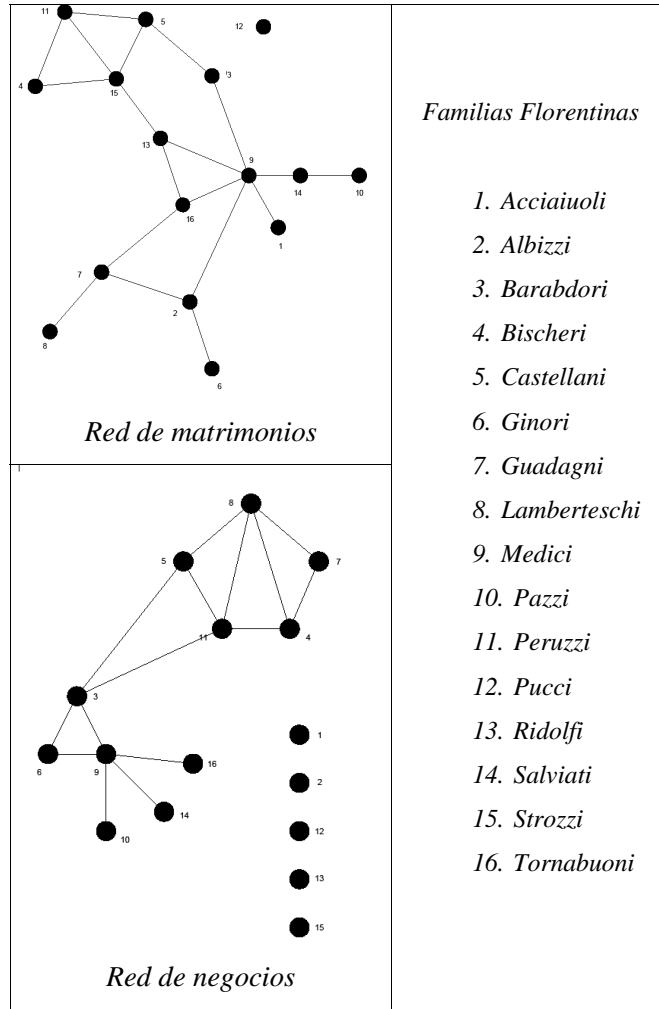 11
5
12
'3
4
15
13
9
14
10
16
1
7
2
8
6
Red de matrimonios
8
5
7
11
4
3
1
6
9
16
2
14
10
12
13
15
Red de negocios
Familias Florentinas
1. Acciaiuoli
2. Albizzi
3. Barabdori
4. Bischeri
5. Castellani
6. Ginori
7. Guadagni
8. Lamberteschi
9. Medici
10. Pazzi
11. Peruzzi
12. Pucci
13. Ridolfi
14. Salviati
15. Strozzi
16. Tornabuoni